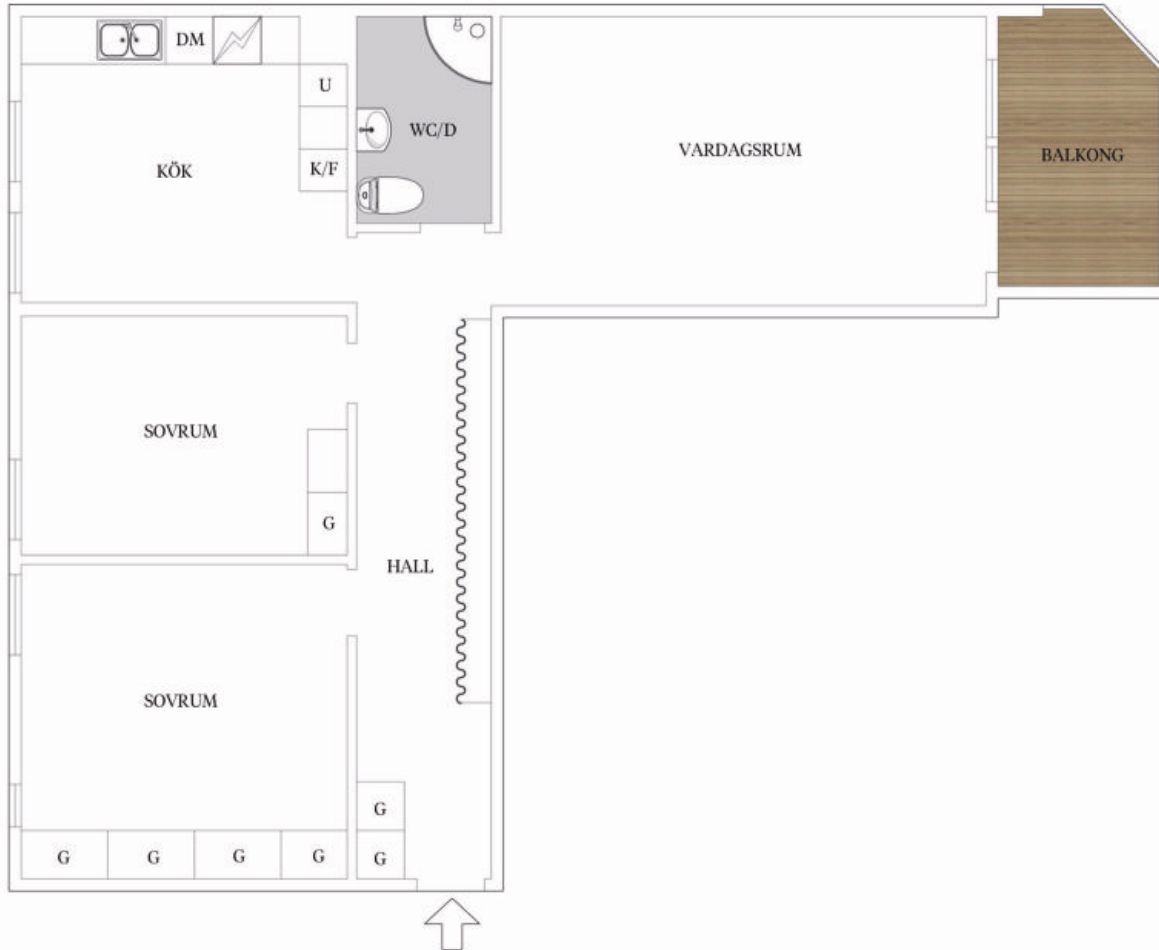 DM
U
WC/D
VARDAGSRUM
BALKONG
KÖK
K/F
SOVRUM
G
HALL
SOVRUM
G
G
G
G
G
G